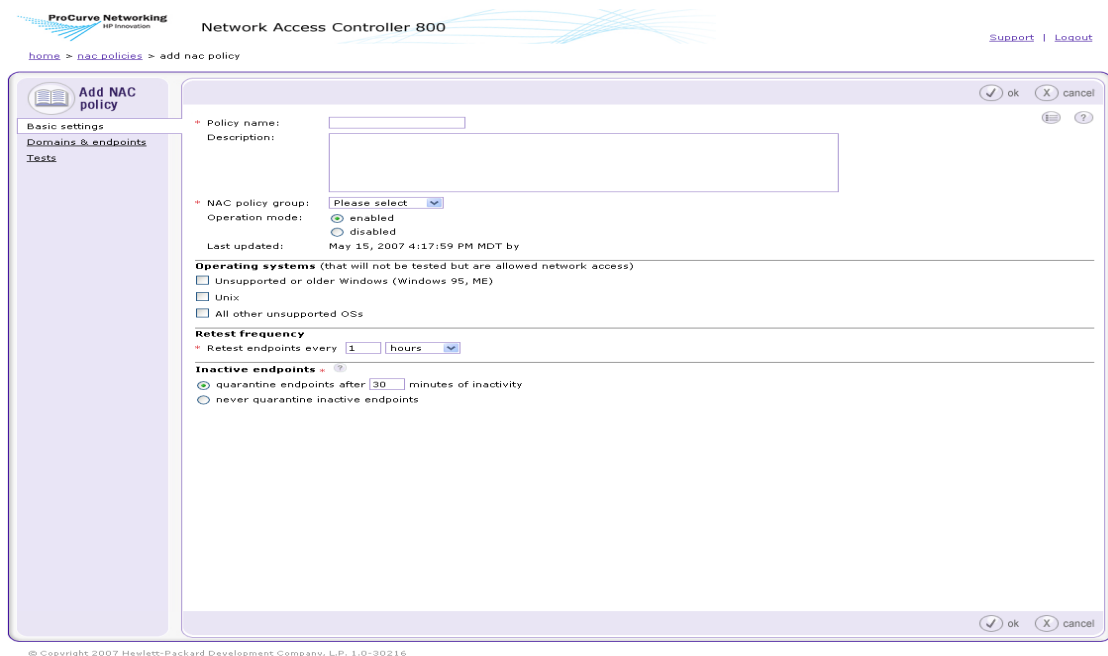 ProCurve Networking
HP Innovation
Network Access Controller 800
Support | Logout
home > nac policies > add nac policy
Add NAC
policy
ok X cancel
Basic settings
Domains & endpoints
Tests
* Policy name:
?
Description:
* NAC policy group: Please select
Operation mode: enabled
disabled
Last updated: May 15, 2007 4:17:59 PM MDT by
Operating systems (that will not be tested but are allowed network access)
Unsupported or older Windows (Windows 95, ME)
Unix
All other unsupported OSs
Retest frequency
* Retest endpoints every 1 hours
Inactive endpoints * ?
quarantine endpoints after 30 minutes of inactivity
never quarantine inactive endpoints
ok X cancel
© Copyright 2007 Hewlett-Packard Development Company, L.P. 1.0-30216